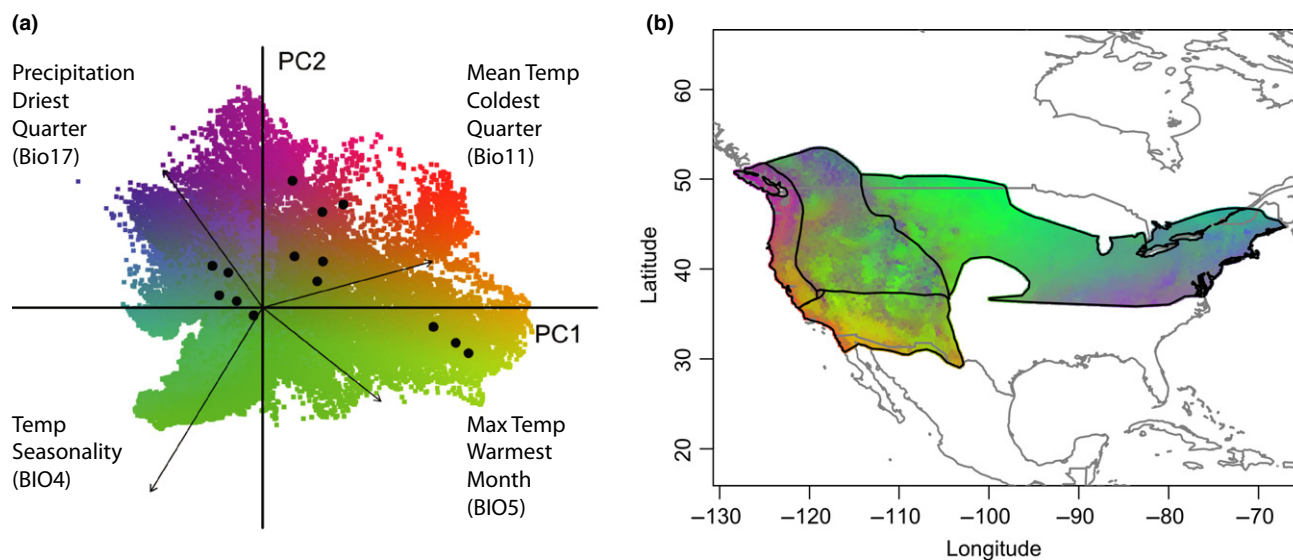 (a)
PC2
Precipitation
Driest
Quarter
(Bio17)
Mean Temp
Coldest
Quarter
(Bio11)
PC1
Temp
Seasonality
(BIO4)
Max Temp
Warmest
Month
(BIO5)
(b)
Latitude
60
50
40
30
20
−130
−120
−110
−100
−90
−80
−70
Longitude